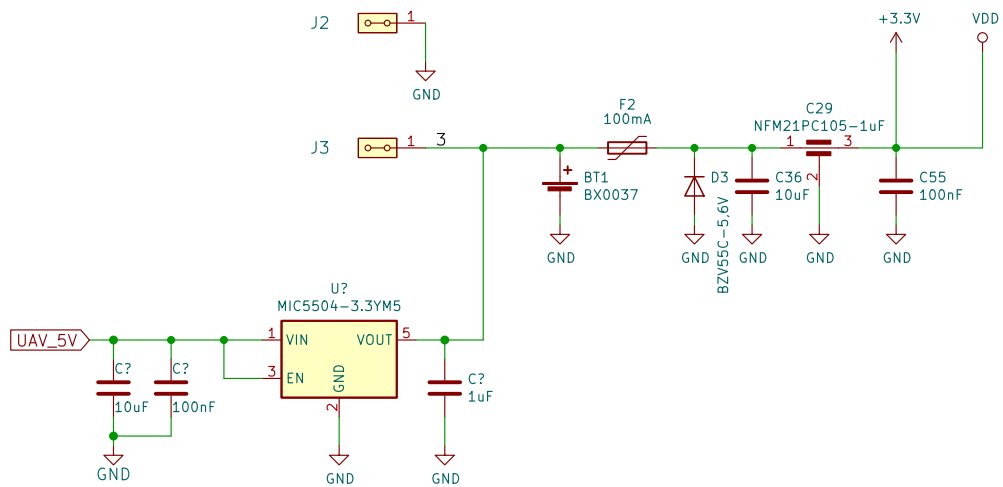 J2
1
GND
+3.3V
VDD
J3
1
3
F2
100mA
C29
NFM21PC105-1uF
1
3
2
BT1
BX0037
+
D3
BZV55C-5,6V
C36
10uF
C55
100nF
GND
GND
GND
GND
GND
U?
MIC5504-3.3YM5
UAV_5V
1
VIN
VOUT
5
3
EN
GND
2
C?
10uF
C?
100nF
C?
1uF
GND
GND
GND